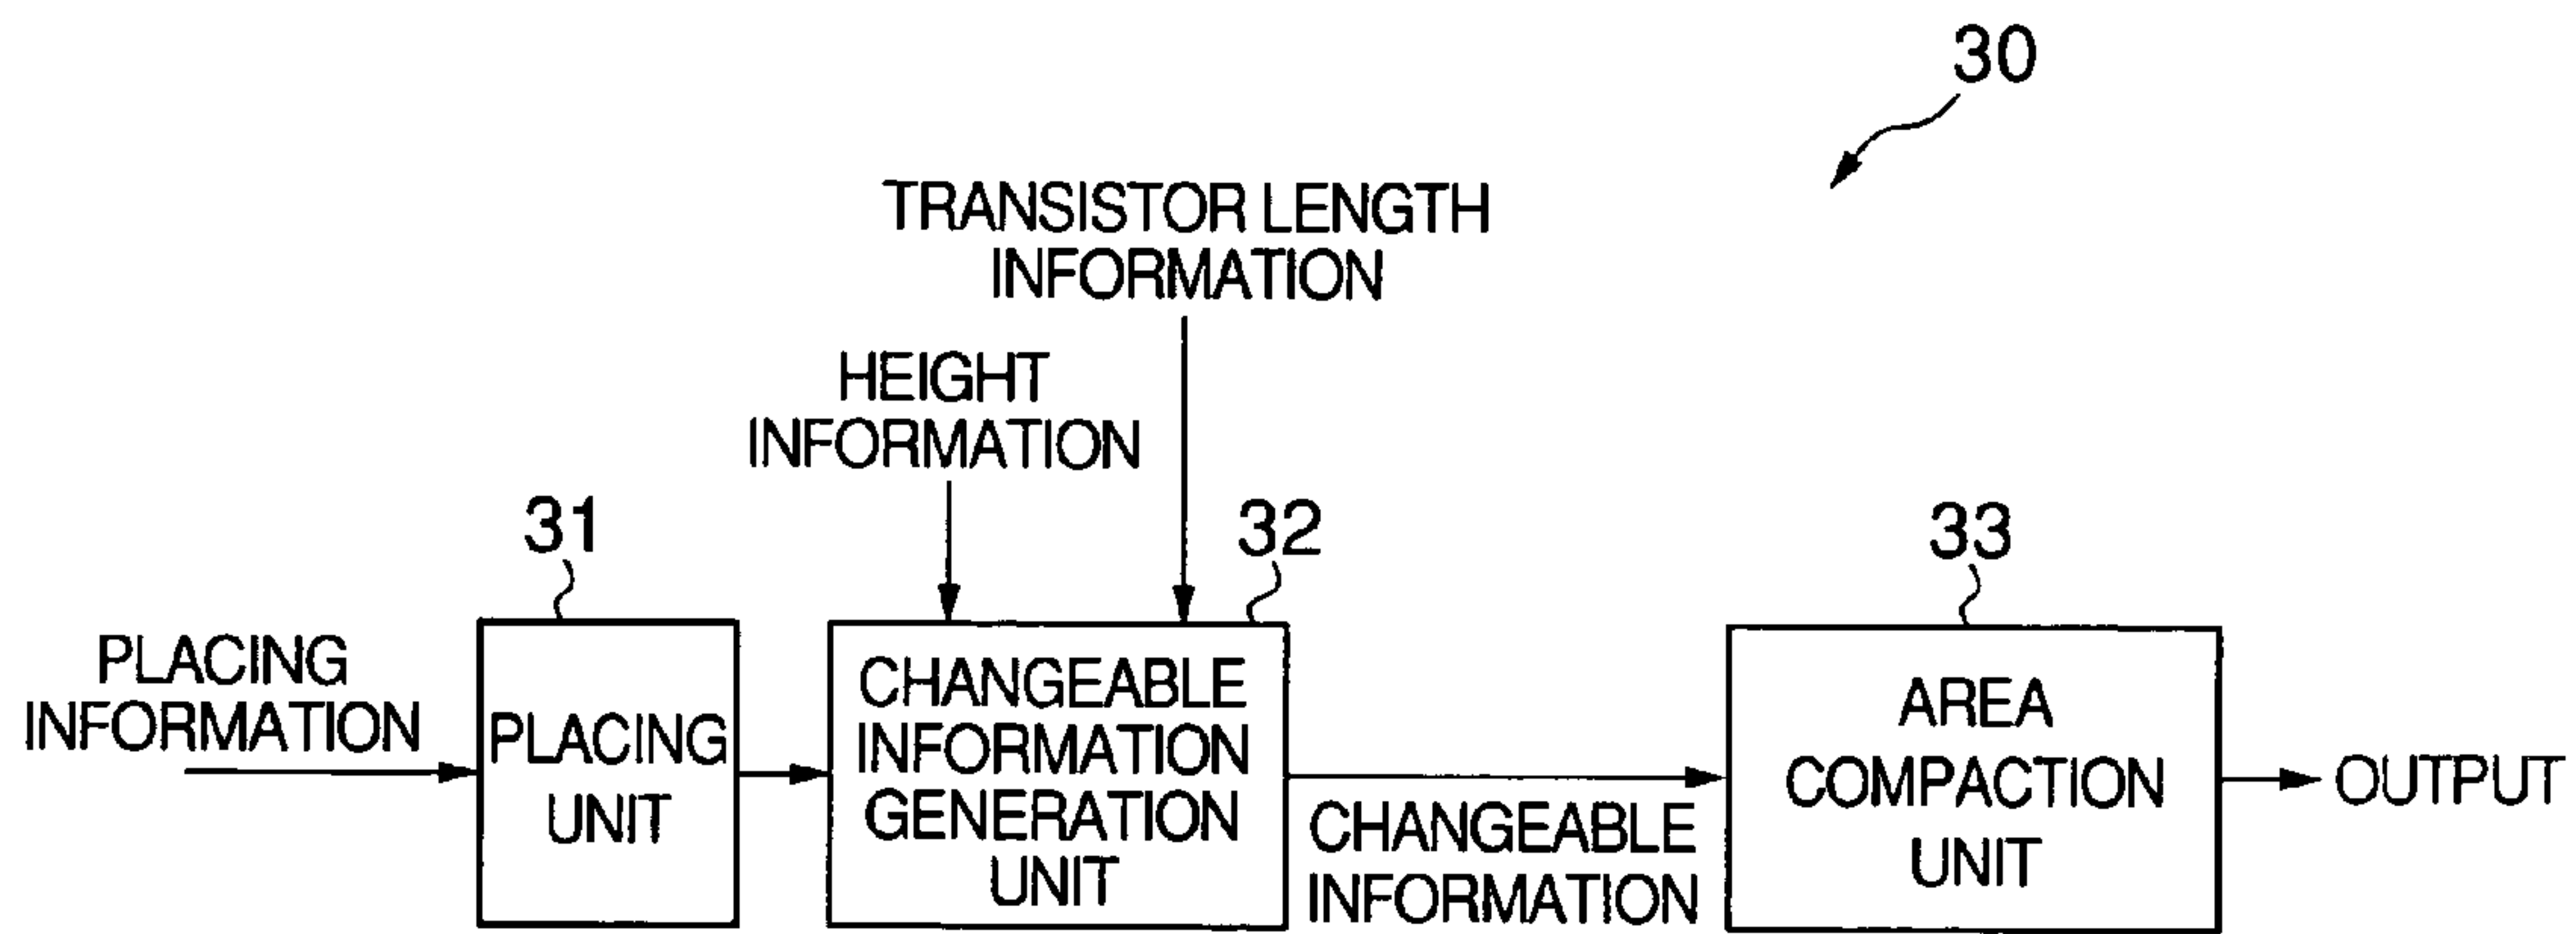 30
TRANSISTOR LENGTH
INFORMATION
HEIGHT
INFORMATION
31
32
33
PLACING
INFORMATION
PLACING
UNIT
CHANGEABLE
INFORMATION
GENERATION
UNIT
CHANGEABLE
INFORMATION
AREA
COMPACTION
UNIT
OUTPUT